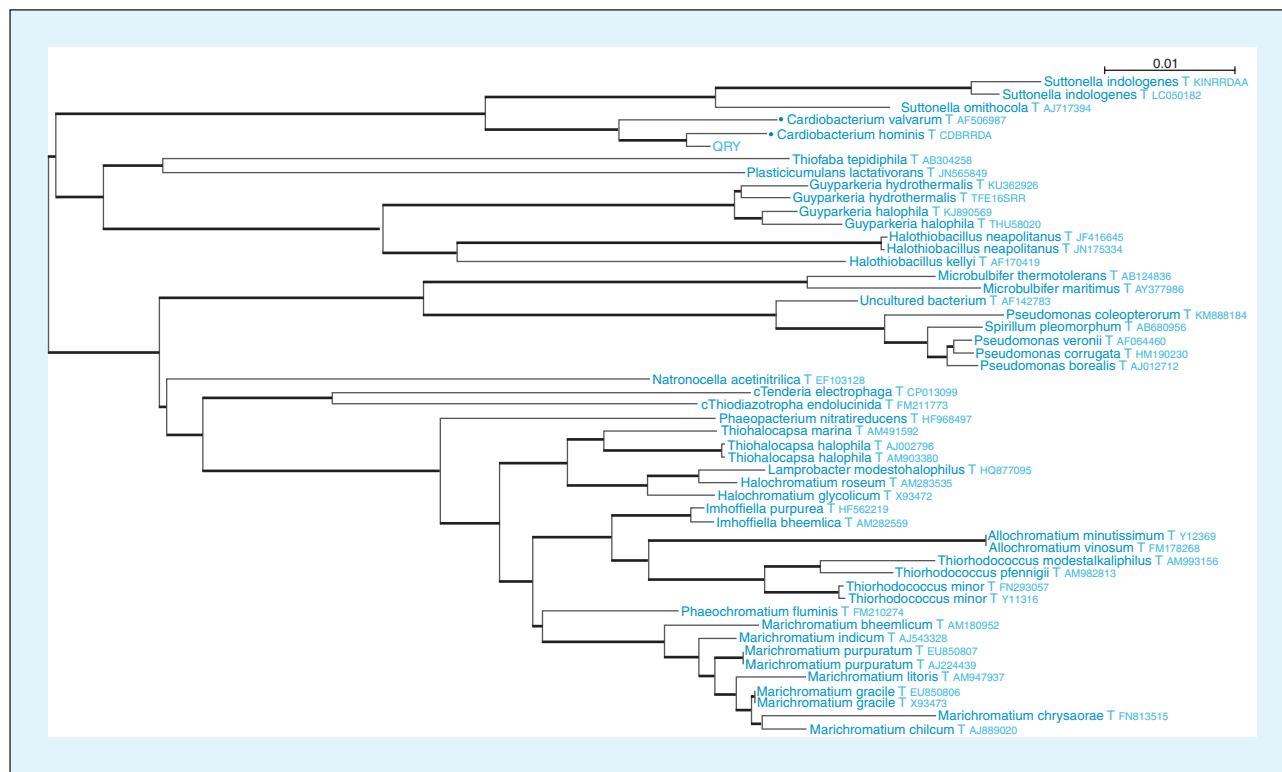 0.01
Suttonella indologenes T KINRRDAA
Suttonella indologenes T LC050182
Suttonella omithocola T AJ717394
• Cardiobacterium valvarum T AF506987
• Cardiobacterium hominis T CDBRRDA
QRY
Thiofaba tepidiphila T AB304258
Plasticicumulans lactativorans T JN565849
Guyparkeria hydrothermalis T KU362926
Guyparkeria hydrothermalis T TFE16SRR
Guyparkeria halophila T KJ890569
Guyparkeria halophila T THU58020
Halothiobacillus neapolitanus T JF416645
Halothiobacillus neapolitanus T JN175334
Halothiobacillus kellyi T AF170419
Microbulbifer thermotolerans T AB124836
Microbulbifer maritimus T AY377986
Uncultured bacterium T AF142783
Pseudomonas coleopterorum T KM888184
Spirillum pleomorphum T AB680956
Pseudomonas veronii T AF064460
Pseudomonas corrugata T HM190230
Pseudomonas borealis T AJ012712
Natronocella acetinitrilica T EF103128
cTenderia electrophaga T CP013099
cThiodiazotropha endolucinida T FM211773
Phaeopacterium nitratireducens T HF968497
Thiohalocapsa marina T AM491592
Thiohalocapsa halophila T AJ002796
Thiohalocapsa halophila T AM903380
Lamprobacter modestohalophilus T HQ877095
Halochromatium roseum T AM283535
Halochromatium glycolicum T X93472
Imhoffiella purpurea T HF562219
Imhoffiella bheemlica T AM282559
Allochromatium minutissimum T Y12369
Allochromatium vinosum T FM178268
Thiorhodococcus modestalkaliphilus T AM993156
Thiorhodococcus pfennigii T AM982813
Thiorhodococcus minor T FN293057
Thiorhodococcus minor T Y11316
Phaeochromatium fluminis T FM210274
Marichromatium bheemlicum T AM180952
Marichromatium indicum T AJ543328
Marichromatium purpuratum T EU850807
Marichromatium purpuratum T AJ224439
Marichromatium litoris T AM947937
Marichromatium gracile T EU850806
Marichromatium gracile T X93473
Marichromatium chrysaorae T FN813515
Marichromatium chilcum T AJ889020